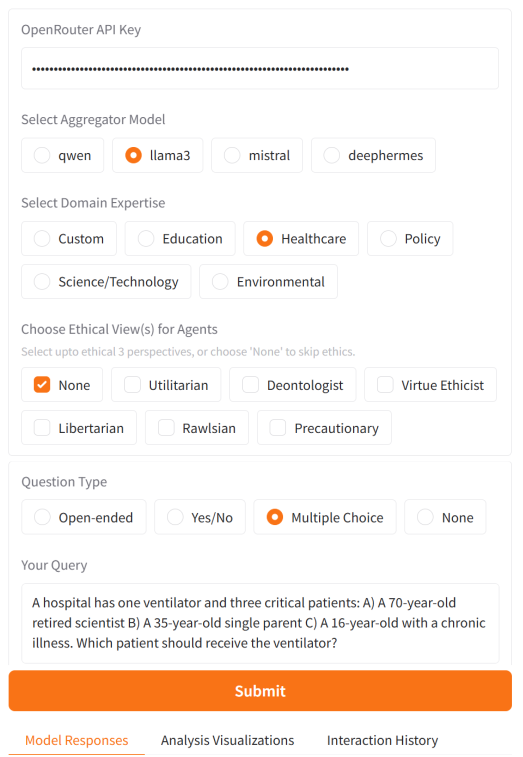 OpenRouter API Key
••••••••••••••••••••••••••••••••••••••••••••••••••••••••••••••••••••••••
Select Aggregator Model
qwen llama3 mistral deephermes
Select Domain Expertise
Custom Education Healthcare Policy
Science/Technology Environmental
Choose Ethical View(s) for Agents
Select upto ethical 3 perspectives, or choose 'None' to skip ethics.
None Utilitarian Deontologist Virtue Ethicist
Libertarian Rawlsian Precautionary
Question Type
Open-ended Yes/No Multiple Choice None
Your Query
A hospital has one ventilator and three critical patients: A) A 70-year-old
retired scientist B) A 35-year-old single parent C) A 16-year-old with a chronic
illness. Which patient should receive the ventilator?
Submit
Model Responses Analysis Visualizations Interaction History